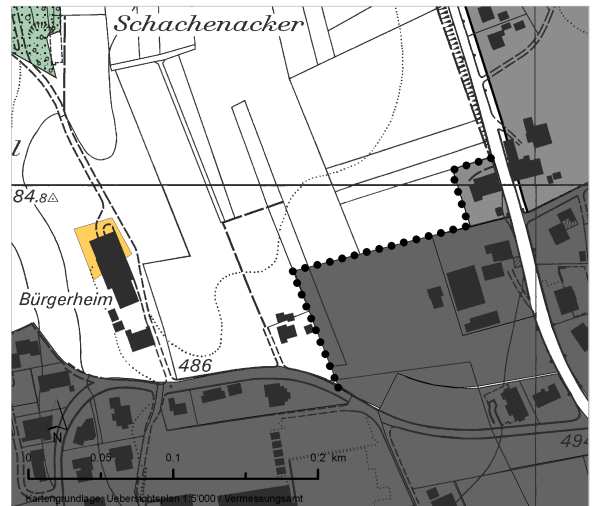 Schachenacker
l
84.8
Bürgerheim
486
494
N
0 0.05 0.1 0.2 km
Kartengrundlage: Uebersichtsplan 1:5'000 / Vermessungsamt